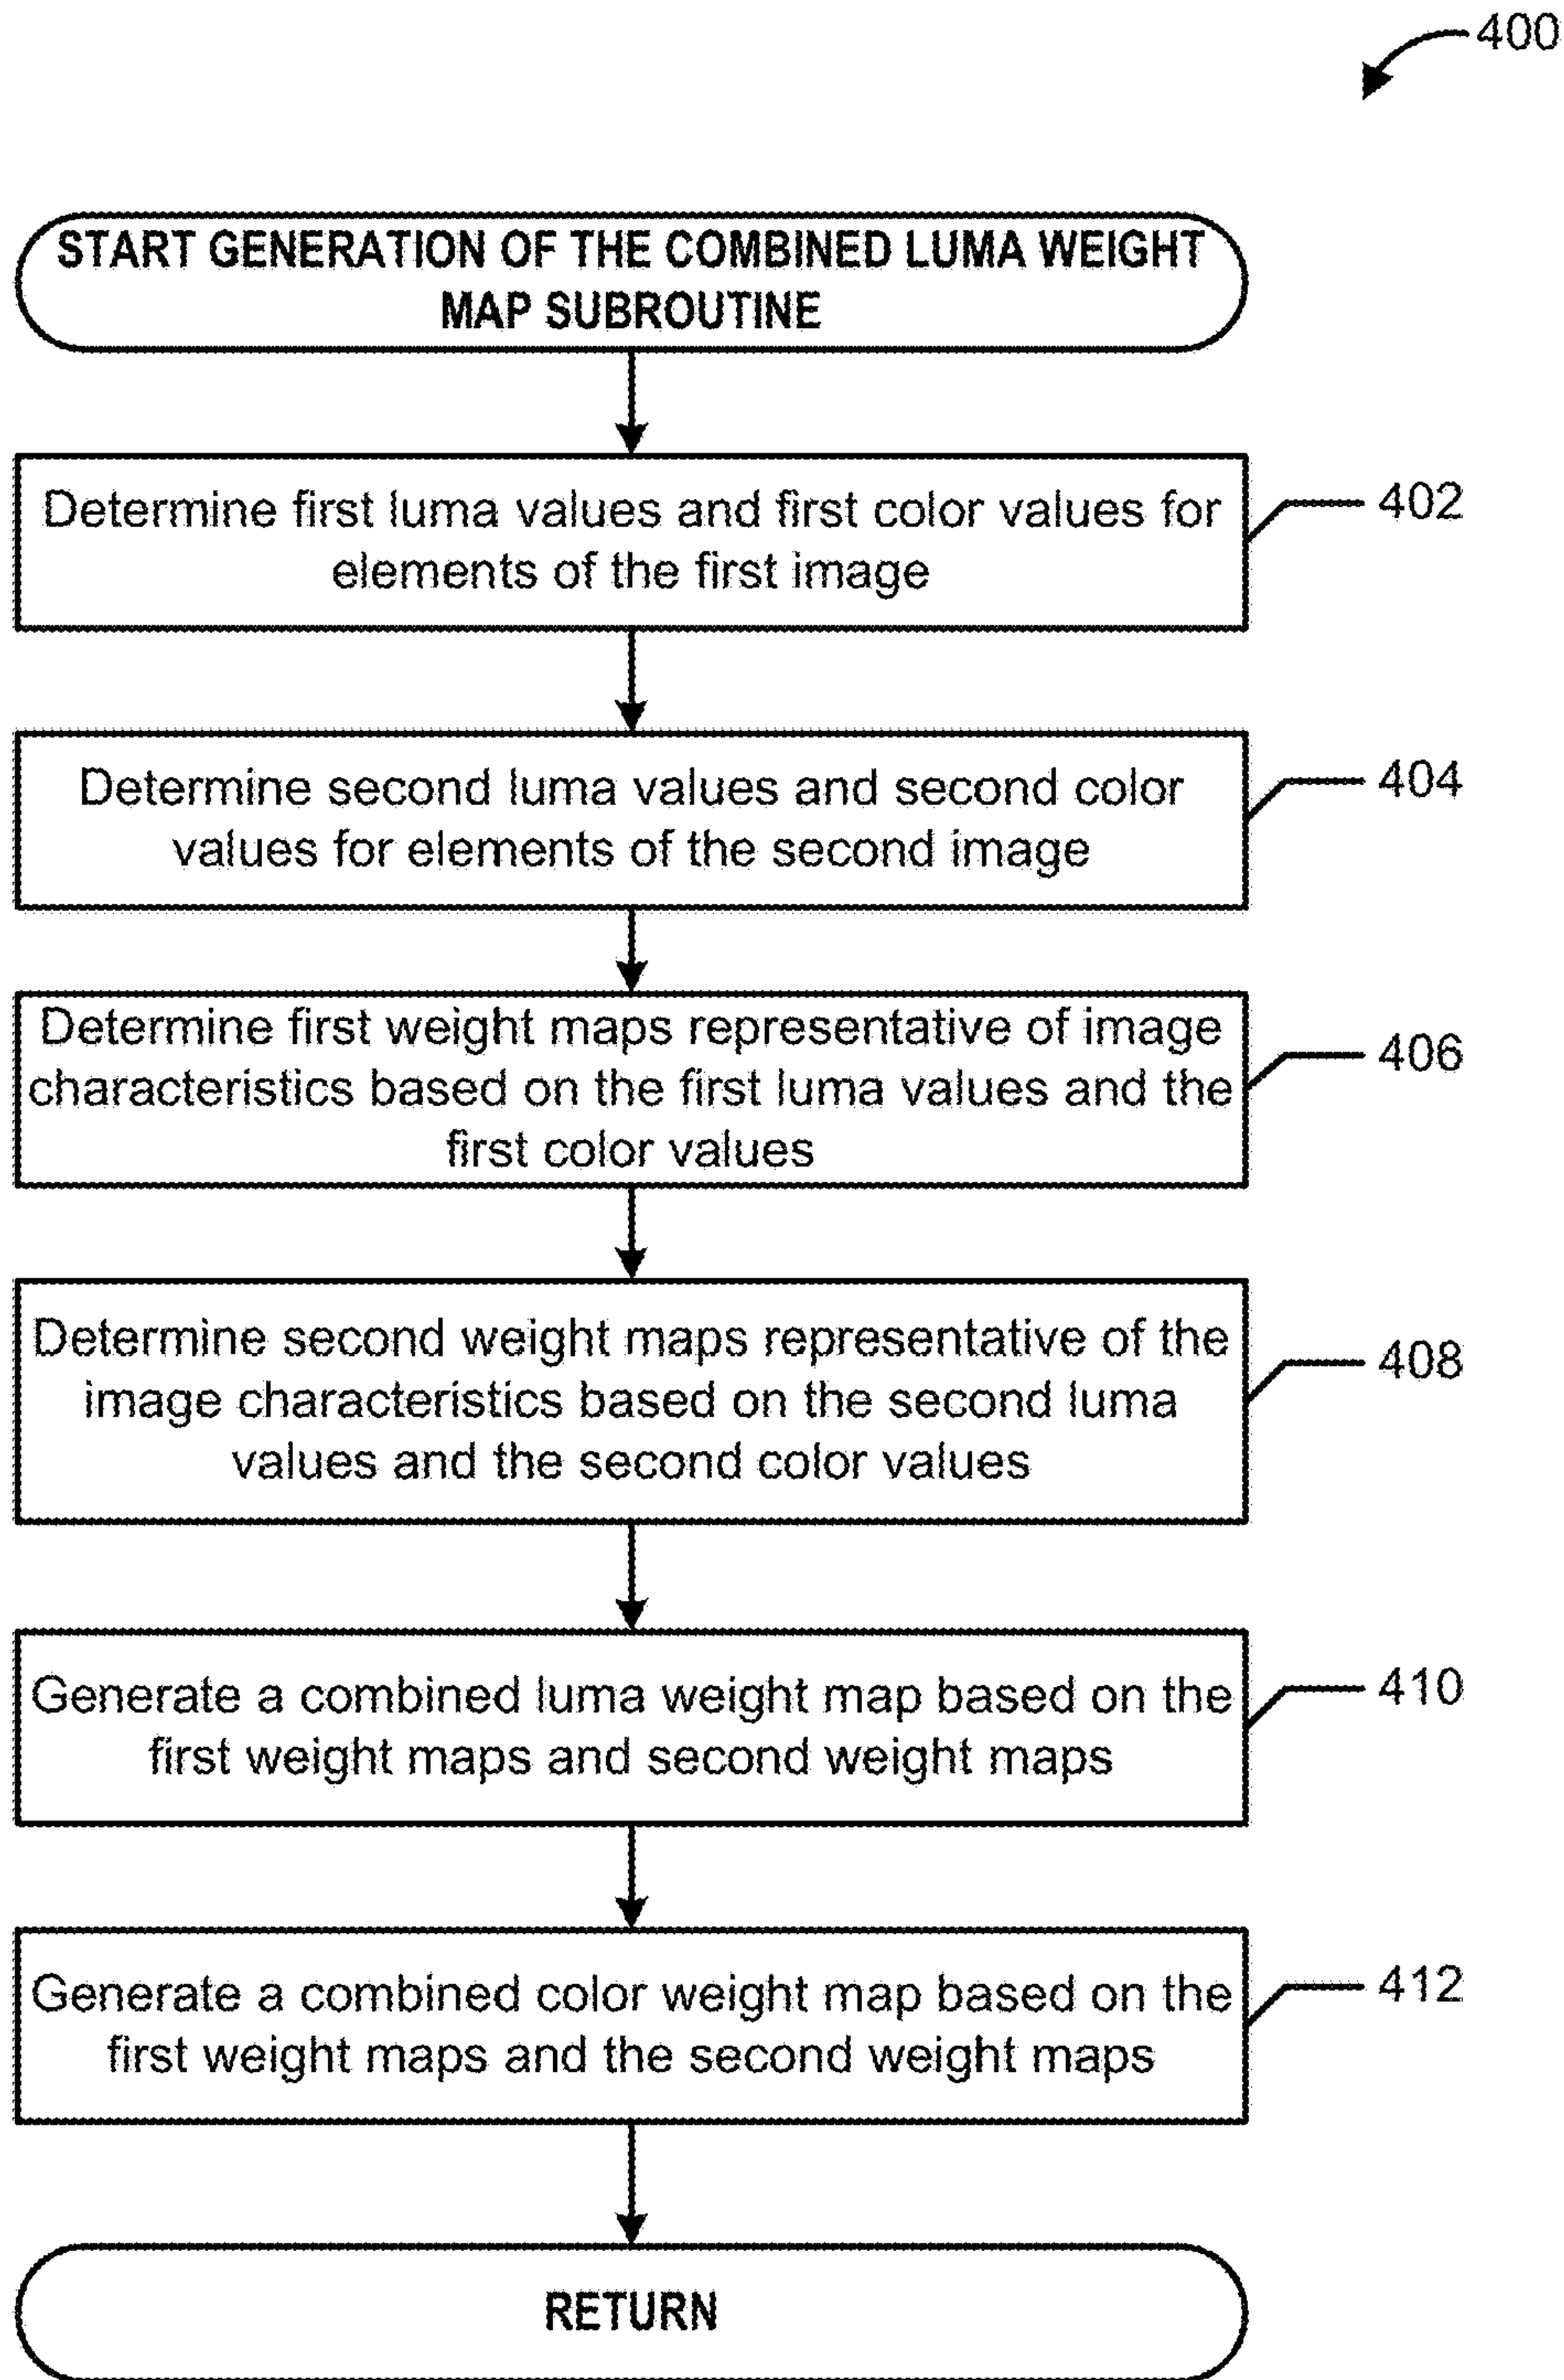 400
START GENERATION OF THE COMBINED LUMA WEIGHT
MAP SUBROUTINE
Determine first luma values and first color values for
elements of the first image
402
Determine second luma values and second color
values for elements of the second image
404
Determine first weight maps representative of image
characteristics based on the first luma values and the
first color values
406
Determine second weight maps representative of the
image characteristics based on the second luma
values and the second color values
408
Generate a combined luma weight map based on the
first weight maps and second weight maps
410
Generate a combined color weight map based on the
first weight maps and the second weight maps
412
RETURN